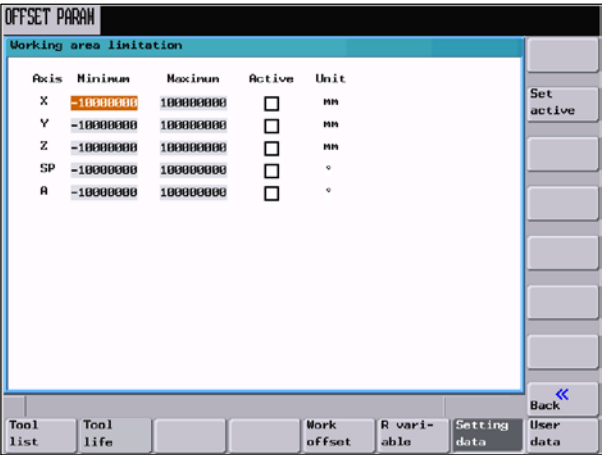 OFFSET PARAM
Working area limitation
Axis Minimum Maximum Active Unit
X -10000000 100000000 mm
Y -10000000 100000000 mm
Z -10000000 100000000 mm
SP -10000000 100000000 °
A -10000000 100000000 °
Set
active
«
Back
Tool
list
Tool
life
Work
offset
R vari-
able
Setting
data
User
data